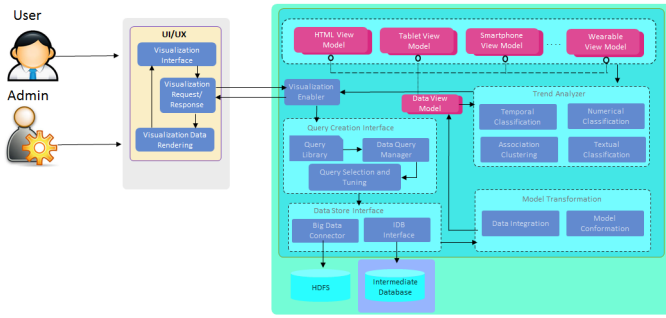 User
Admin
UI/UX
Visualization
Interface
Visualization
Request/
Response
Visualization Data
Rendering
HTML View
Model
Tablet View
Model
Smartphone
View Model
....
Wearable
View Model
Visualization
Enabler
Data View
Model
Trend Analyzer
Temporal
Classification
Numerical
Classification
Association
Clustering
Textual
Classification
Query Creation Interface
Query
Library
Data Query
Manager
Query Selection and
Tuning
Data Store Interface
Big Data
Connector
IDB
Interface
Model Transformation
Data Integration
Model
Conformation
HDFS
Intermediate
Database